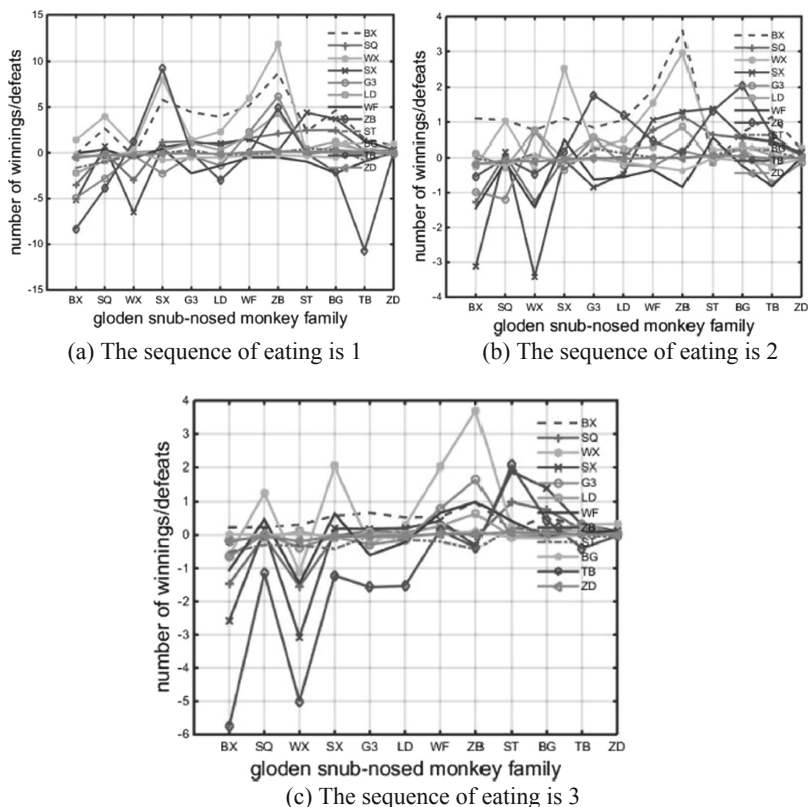 15
10
5
0
-5
-10
-15
number of winnings/defeats
BX SQ WX SX G3 LD WF ZB ST BG TB ZD
gloden snub-nosed monkey family
BX
SQ
WX
SX
G3
LD
WF
ZB
ST
BG
TB
ZD
(a) The sequence of eating is 1
4
3
2
1
0
-1
-2
-3
-4
number of winnings/defeats
BX SQ WX SX G3 LD WF ZB ST BG TB ZD
gloden snub-nosed monkey family
BX
SQ
WX
SX
G3
LD
WF
ZB
ST
BG
TB
ZD
(b) The sequence of eating is 2
4
3
2
1
0
-1
-2
-3
-4
-5
-6
number of winnings/defeats
BX SQ WX SX G3 LD WF ZB ST BG TB ZD
gloden snub-nosed monkey family
BX
SQ
WX
SX
G3
LD
WF
ZB
ST
BG
TB
ZD
(c) The sequence of eating is 3